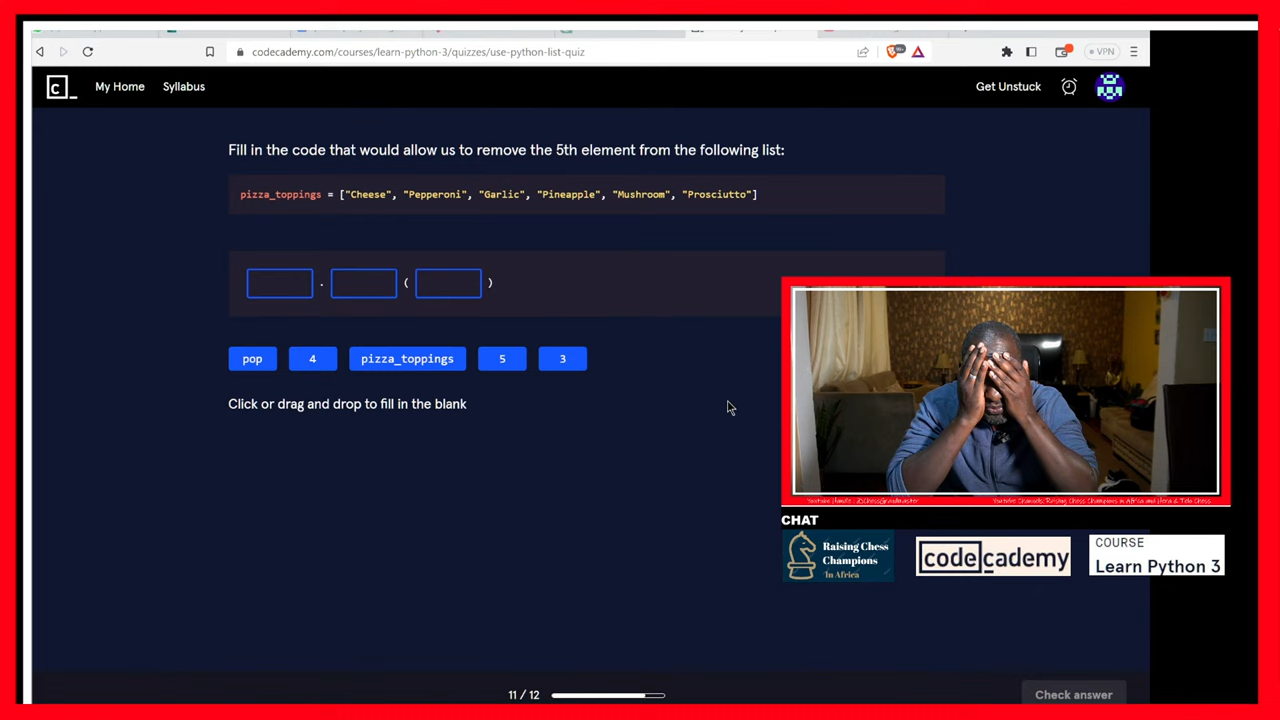 codecademy.com/courses/learn-python-3/quizzes/use-python-list-quiz
99+
VPN
c_
My Home
Syllabus
Get Unstuck
Fill in the code that would allow us to remove the 5th element from the following list:
pizza_toppings = ["Cheese", "Pepperoni", "Garlic", "Pineapple", "Mushroom", "Prosciutto"]
. ( )
pop
4
pizza_toppings
5
3
Click or drag and drop to fill in the blank
CHAT
Raising Chess
Champions
In Africa
codecademy
COURSE
Learn Python 3
11 / 12
Check answer